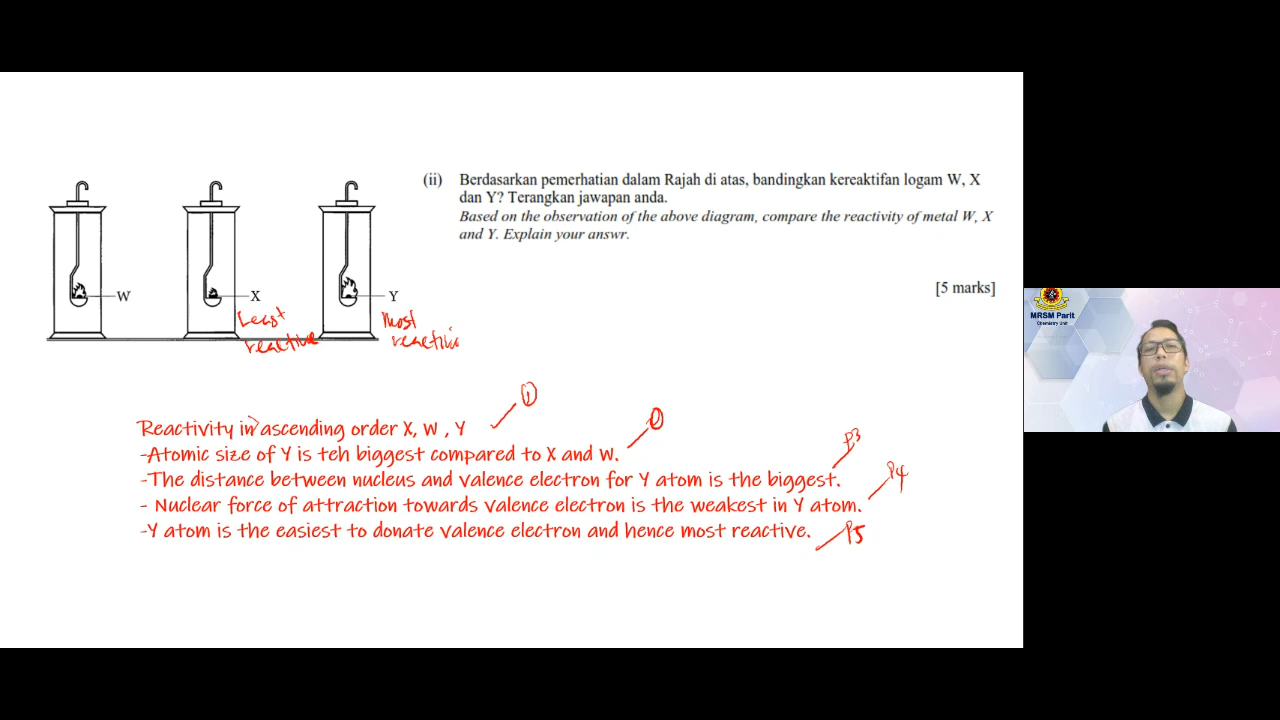 (ii) Berdasarkan pemerhatian dalam Rajah di atas, bandingkan kereaktifan logam W, X
dan Y? Terangkan jawapan anda.
Based on the observation of the above diagram, compare the reactivity of metal W, X
and Y. Explain your answr.
[5 marks]
W
X
Y
Least
reactive
most
reactiv
MRSM Parit
Chemistry Unit
Reactivity in ascending order X, W , Y
1
-Atomic size of Y is teh biggest compared to X and W.
-The distance between nucleus and valence electron for Y atom is the biggest.
P3
- Nuclear force of attraction towards valence electron is the weakest in Y atom.
P4
-Y atom is the easiest to donate valence electron and hence most reactive.
P5